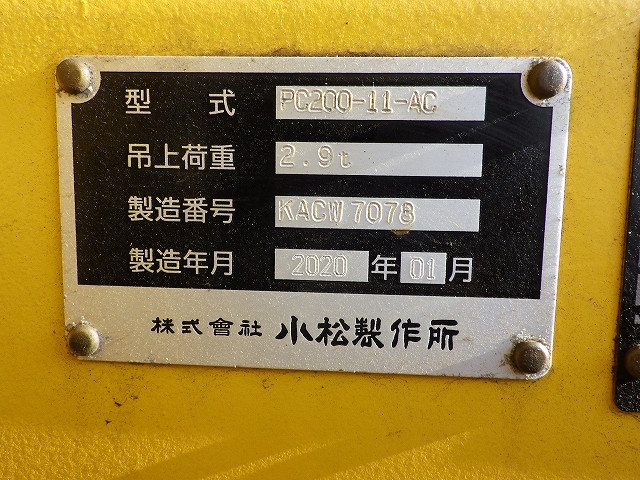 型 式 PC200-11-AC
吊上荷重 2.9t
製造番号 KACW 7078
製造年月 2020 年 01 月
株式會社 小松製作所